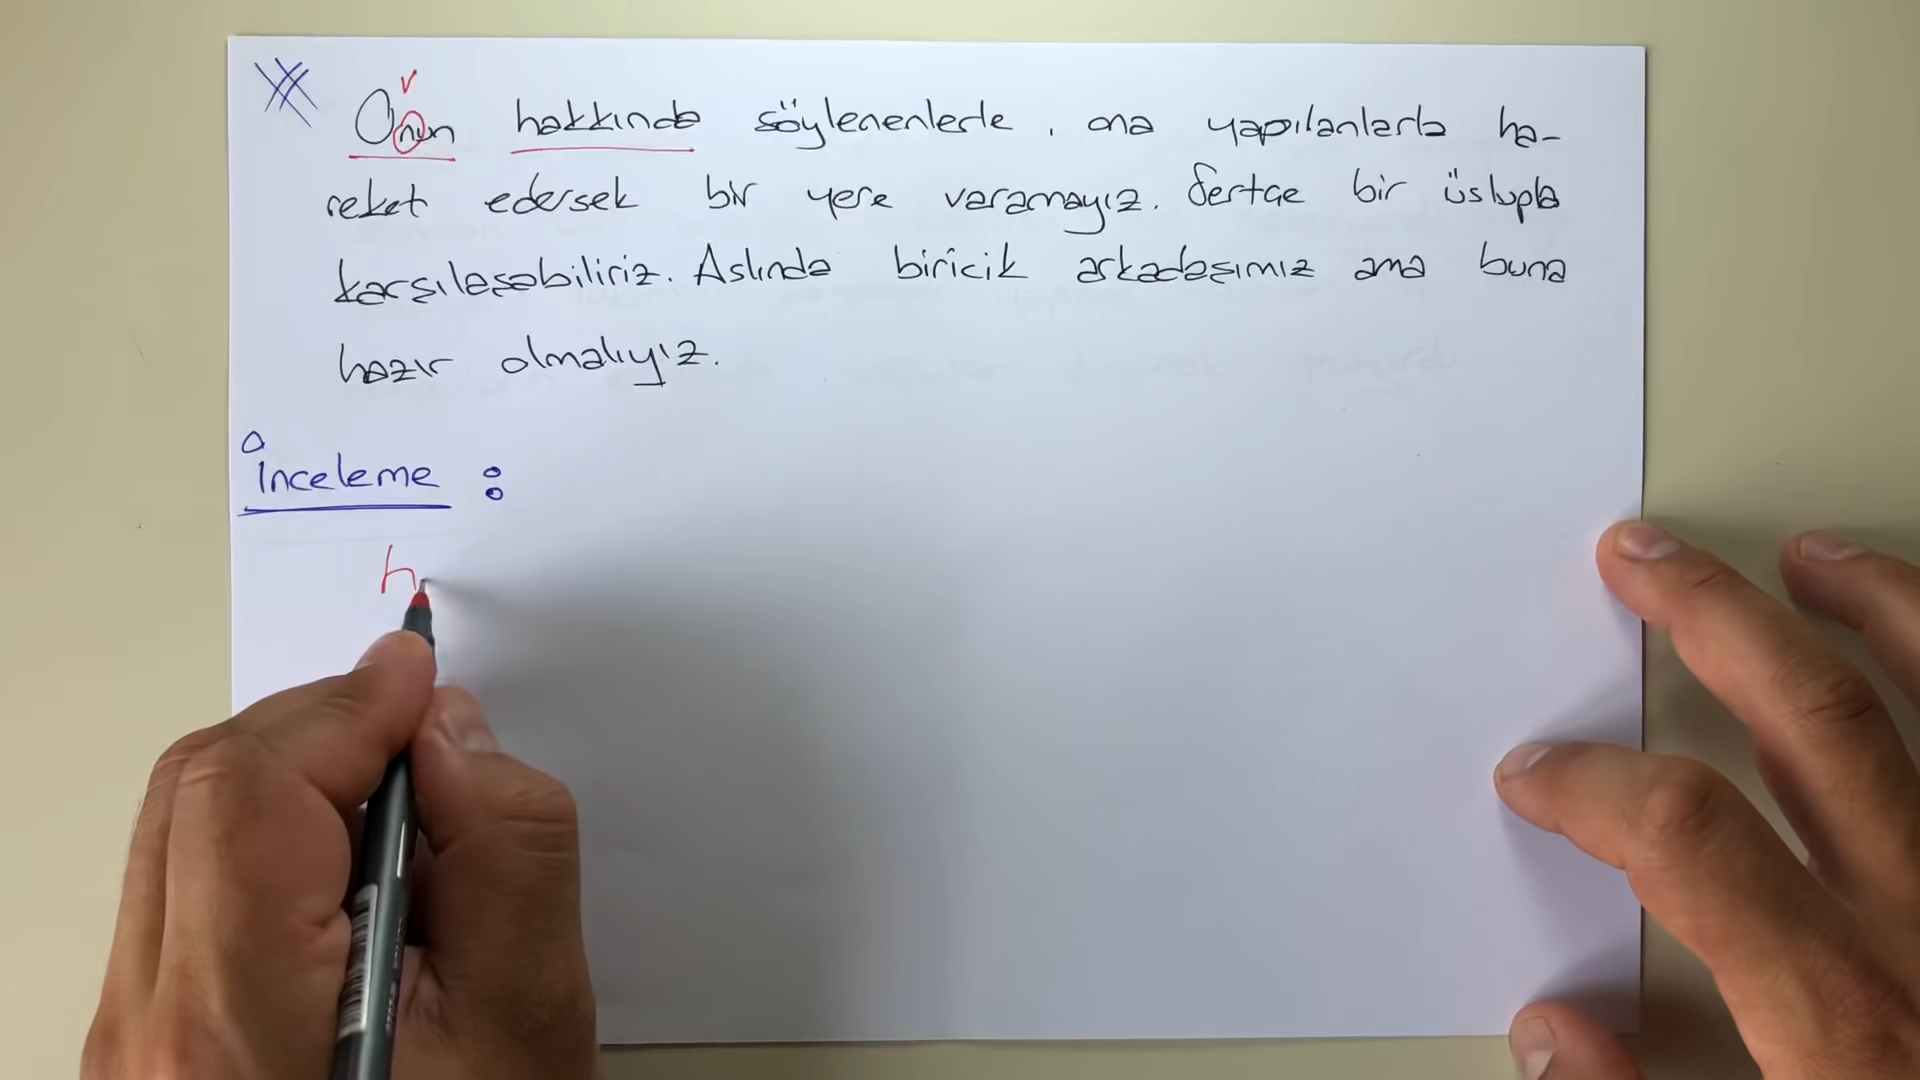 Onun hakkında söylenenlerle, ona yapılanlarla ha-
reket edersek bir yere varamayız. Sertçe bir üslupla
karşılaşabiliriz. Aslında biricik arkadaşımız ama buna
hazır olmalıyız.
İnceleme :
h